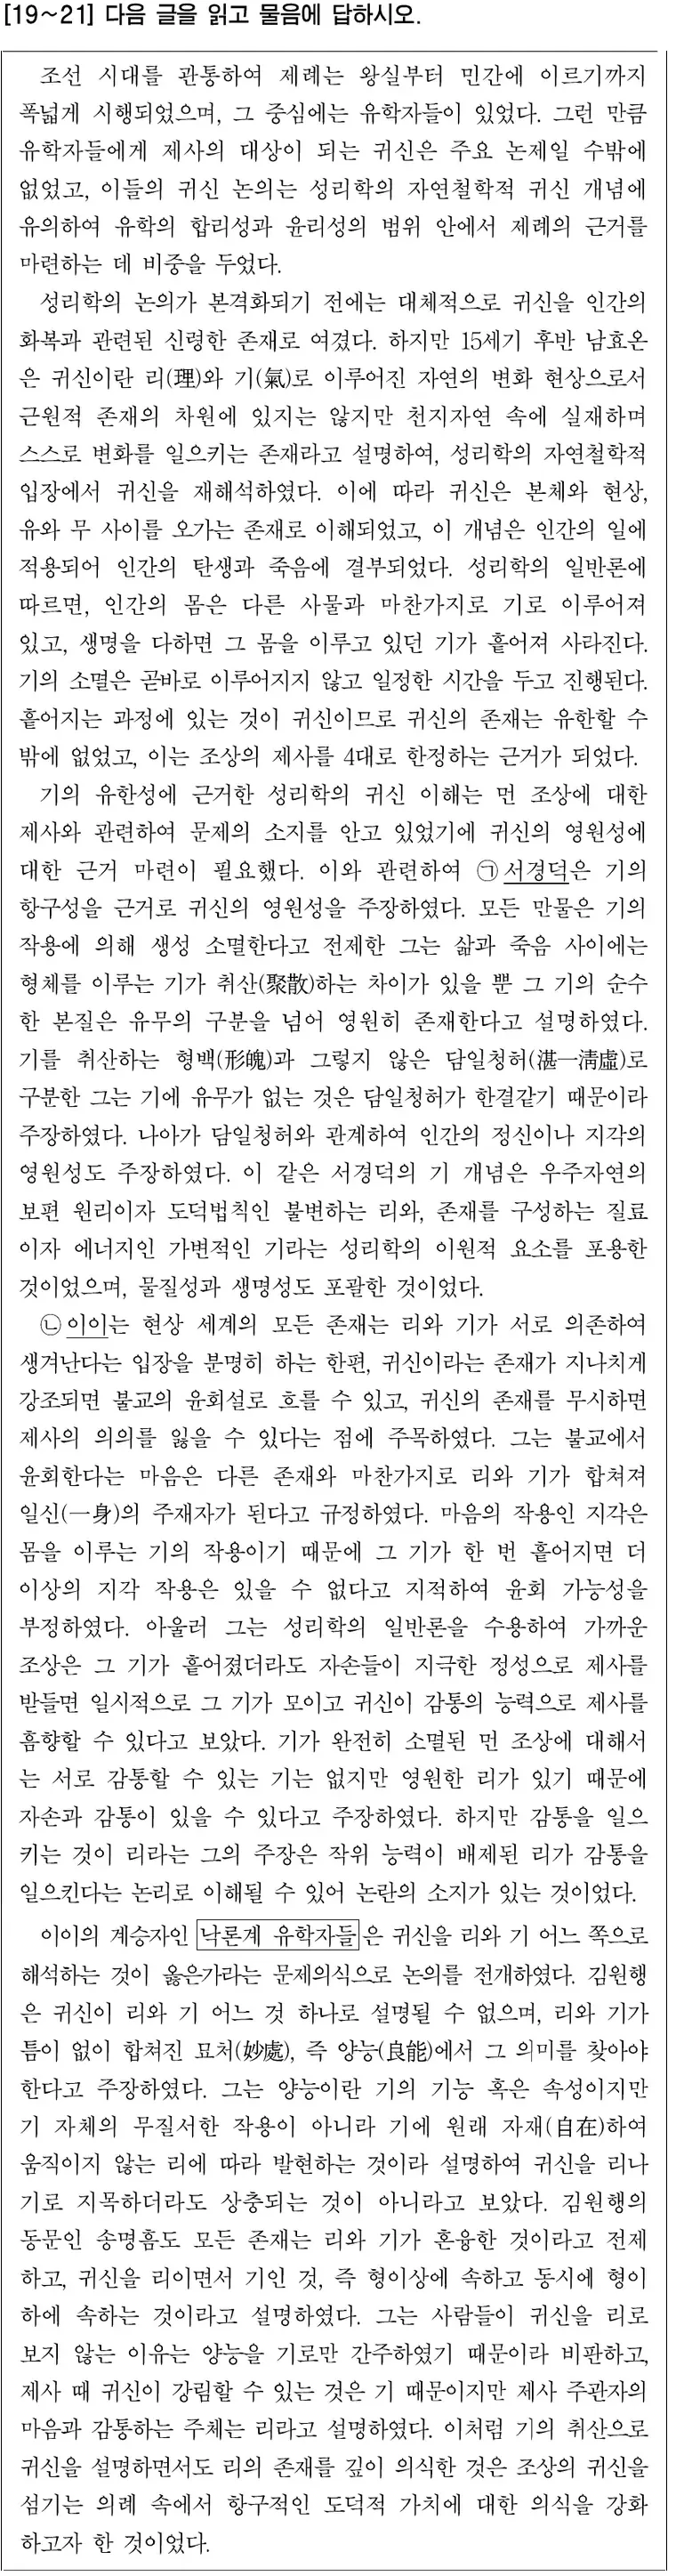 [19~21] 다음 글을 읽고 물음에 답하시오.
조선 시대를 관통하여 제례는 왕실부터 민간에 이르기까지
폭넓게 시행되었으며, 그 중심에는 유학자들이 있었다. 그런 만큼
유학자들에게 제사의 대상이 되는 귀신은 주요 논제일 수밖에
없었고, 이들의 귀신 논의는 성리학의 자연철학적 귀신 개념에
유의하여 유학의 합리성과 윤리성의 범위 안에서 제례의 근거를
마련하는 데 비중을 두었다.
성리학의 논의가 본격화되기 전에는 대체적으로 귀신을 인간의
화복과 관련된 신령한 존재로 여겼다. 하지만 15세기 후반 남효온
은 귀신이란 리(理)와 기(氣)로 이루어진 자연의 변화 현상으로서
근원적 존재의 차원에 있지는 않지만 천지자연 속에 실재하며
스스로 변화를 일으키는 존재라고 설명하여, 성리학의 자연철학적
입장에서 귀신을 재해석하였다. 이에 따라 귀신은 본체와 현상,
유와 무 사이를 오가는 존재로 이해되었고, 이 개념은 인간의 일에
적용되어 인간의 탄생과 죽음에 결부되었다. 성리학의 일반론에
따르면, 인간의 몸은 다른 사물과 마찬가지로 기로 이루어져
있고, 생명을 다하면 그 몸을 이루고 있던 기가 흩어져 사라진다.
기의 소멸은 곧바로 이루어지지 않고 일정한 시간을 두고 진행된다.
흩어지는 과정에 있는 것이 귀신이므로 귀신의 존재는 유한할 수
밖에 없었고, 이는 조상의 제사를 4대로 한정하는 근거가 되었다.
기의 유한성에 근거한 성리학의 귀신 이해는 먼 조상에 대한
제사와 관련하여 문제의 소지를 안고 있었기에 귀신의 영원성에
대한 근거 마련이 필요했다. 이와 관련하여 ㉠서경덕은 기의
항구성을 근거로 귀신의 영원성을 주장하였다. 모든 만물은 기의
작용에 의해 생성 소멸한다고 전제한 그는 삶과 죽음 사이에는
형체를 이루는 기가 취산(聚散)하는 차이가 있을 뿐 그 기의 순수
한 본질은 유무의 구분을 넘어 영원히 존재한다고 설명하였다.
기를 취산하는 형백(形魄)과 그렇지 않은 담일청허(湛一淸虛)로
구분한 그는 기에 유무가 없는 것은 담일청허가 한결같기 때문이라
주장하였다. 나아가 담일청허와 관계하여 인간의 정신이나 지각의
영원성도 주장하였다. 이 같은 서경덕의 기 개념은 우주자연의
보편 원리이자 도덕법칙인 불변하는 리와, 존재를 구성하는 질료
이자 에너지인 가변적인 기라는 성리학의 이원적 요소를 포용한
것이었으며, 물질성과 생명성도 포괄한 것이었다.
㉡이이는 현상 세계의 모든 존재는 리와 기가 서로 의존하여
생겨난다는 입장을 분명히 하는 한편, 귀신이라는 존재가 지나치게
강조되면 불교의 윤회설로 흐를 수 있고, 귀신의 존재를 무시하면
제사의 의의를 잃을 수 있다는 점에 주목하였다. 그는 불교에서
윤회한다는 마음은 다른 존재와 마찬가지로 리와 기가 합쳐져
일신(一身)의 주재자가 된다고 규정하였다. 마음의 작용인 지각은
몸을 이루는 기의 작용이기 때문에 그 기가 한 번 흩어지면 더
이상의 지각 작용은 있을 수 없다고 지적하여 윤회 가능성을
부정하였다. 아울러 그는 성리학의 일반론을 수용하여 가까운
조상은 그 기가 흩어졌더라도 자손들이 지극한 정성으로 제사를
받들면 일시적으로 그 기가 모이고 귀신이 감통의 능력으로 제사를
흠향할 수 있다고 보았다. 기가 완전히 소멸된 먼 조상에 대해서
는 서로 감통할 수 있는 기는 없지만 영원한 리가 있기 때문에
자손과 감통이 있을 수 있다고 주장하였다. 하지만 감통을 일으
키는 것이 리라는 그의 주장은 작위 능력이 배제된 리가 감통을
일으킨다는 논리로 이해될 수 있어 논란의 소지가 있는 것이었다.
이이의 계승자인 낙론계 유학자들은 귀신을 리와 기 어느 쪽으로
해석하는 것이 옳은가라는 문제의식으로 논의를 전개하였다. 김원행
은 귀신이 리와 기 어느 것 하나로 설명될 수 없으며, 리와 기가
틈이 없이 합쳐진 묘처(妙處), 즉 양능(良能)에서 그 의미를 찾아야
한다고 주장하였다. 그는 양능이란 기의 기능 혹은 속성이지만
기 자체의 무질서한 작용이 아니라 기에 원래 자재(自在)하여
움직이지 않는 리에 따라 발현하는 것이라 설명하여 귀신을 리나
기로 지목하더라도 상충되는 것이 아니라고 보았다. 김원행의
동문인 송명흠도 모든 존재는 리와 기가 혼융한 것이라고 전제
하고, 귀신을 리이면서 기인 것, 즉 형이상에 속하고 동시에 형이
하에 속하는 것이라고 설명하였다. 그는 사람들이 귀신을 리로
보지 않는 이유는 양능을 기로만 간주하였기 때문이라 비판하고,
제사 때 귀신이 강림할 수 있는 것은 기 때문이지만 제사 주관자의
마음과 감통하는 주체는 리라고 설명하였다. 이처럼 기의 취산으로
귀신을 설명하면서도 리의 존재를 깊이 의식한 것은 조상의 귀신을
섬기는 의례 속에서 항구적인 도덕적 가치에 대한 의식을 강화
하고자 한 것이었다.